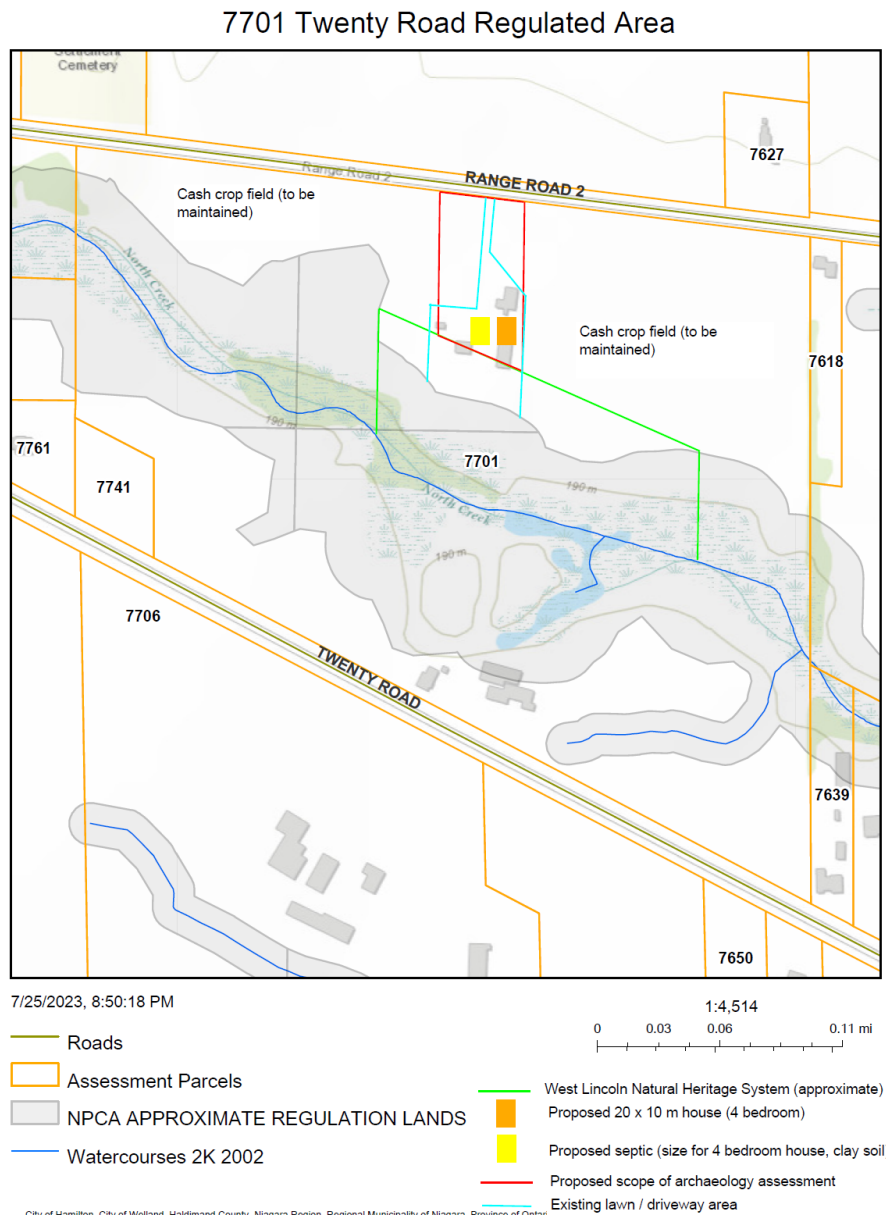 7701 Twenty Road Regulated Area
Cemetery
7627
Range Road 2
RANGE ROAD 2
Cash crop field (to be
maintained)
North Creek
Cash crop field (to be
maintained)
7618
190 m
7761
7701
7741
190 m
North Creek
190 m
7706
TWENTY ROAD
7639
7650
7/25/2023, 8:50:18 PM
1:4,514
0 0.03 0.06 0.11 mi
Roads
Assessment Parcels
NPCA APPROXIMATE REGULATION LANDS
Watercourses 2K 2002
West Lincoln Natural Heritage System (approximate)
Proposed 20 x 10 m house (4 bedroom)
Proposed septic (size for 4 bedroom house, clay soil
Proposed scope of archaeology assessment
Existing lawn / driveway area
City of Hamilton, City of Welland, Haldimand County, Niagara Region, Regional Municipality of Niagara, Province of